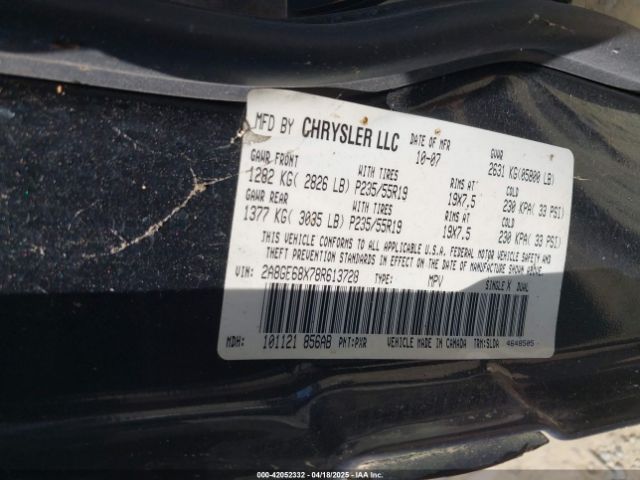 MFD BY CHRYSLER LLC DATE OF MFR 10-07 GVWR 2631 KG(05800 LB)
GAWR FRONT WITH TIRES RIMS AT COLD
1282 KG( 2826 LB) P235/55R19 19X7.5 230 KPA( 33 PSI)
GAWR REAR WITH TIRES RIMS AT COLD
1377 KG( 3035 LB) P235/55R19 19X7.5 230 KPA( 33 PSI)
THIS VEHICLE CONFORMS TO ALL APPLICABLE U.S.A. FEDERAL MOTOR VEHICLE SAFETY AND
THEFT PREVENTION STANDARDS IN EFFECT ON THE DATE OF MANUFACTURE SHOWN ABOVE.
VIN: 2A8GE68X78R613728 TYPE: MPV SINGLE X DUAL
MDH: 101121 856AB PNT:PXR VEHICLE MADE IN CANADA TRM:SLDA 4648505
000-42052332 - 04/18/2025 - IAA Inc.